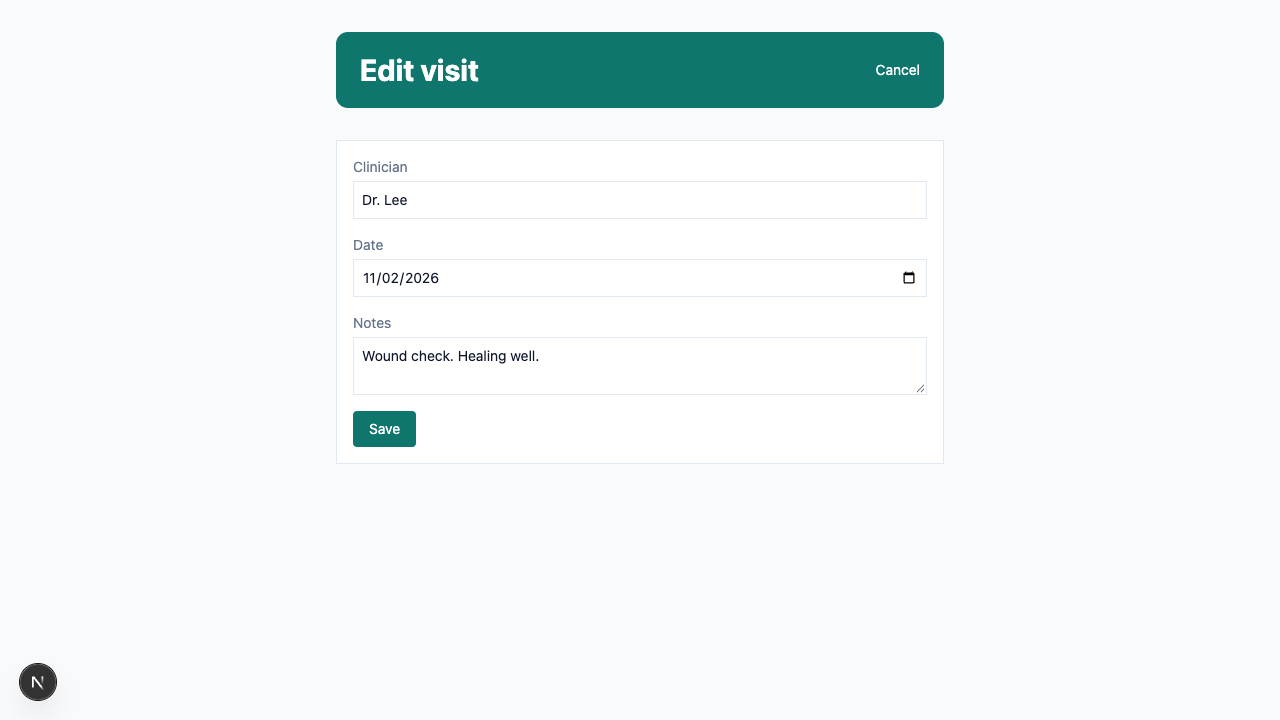 Edit visit
Cancel
Clinician
Dr. Lee
Date
11/02/2026
Notes
Wound check. Healing well.
Save
N